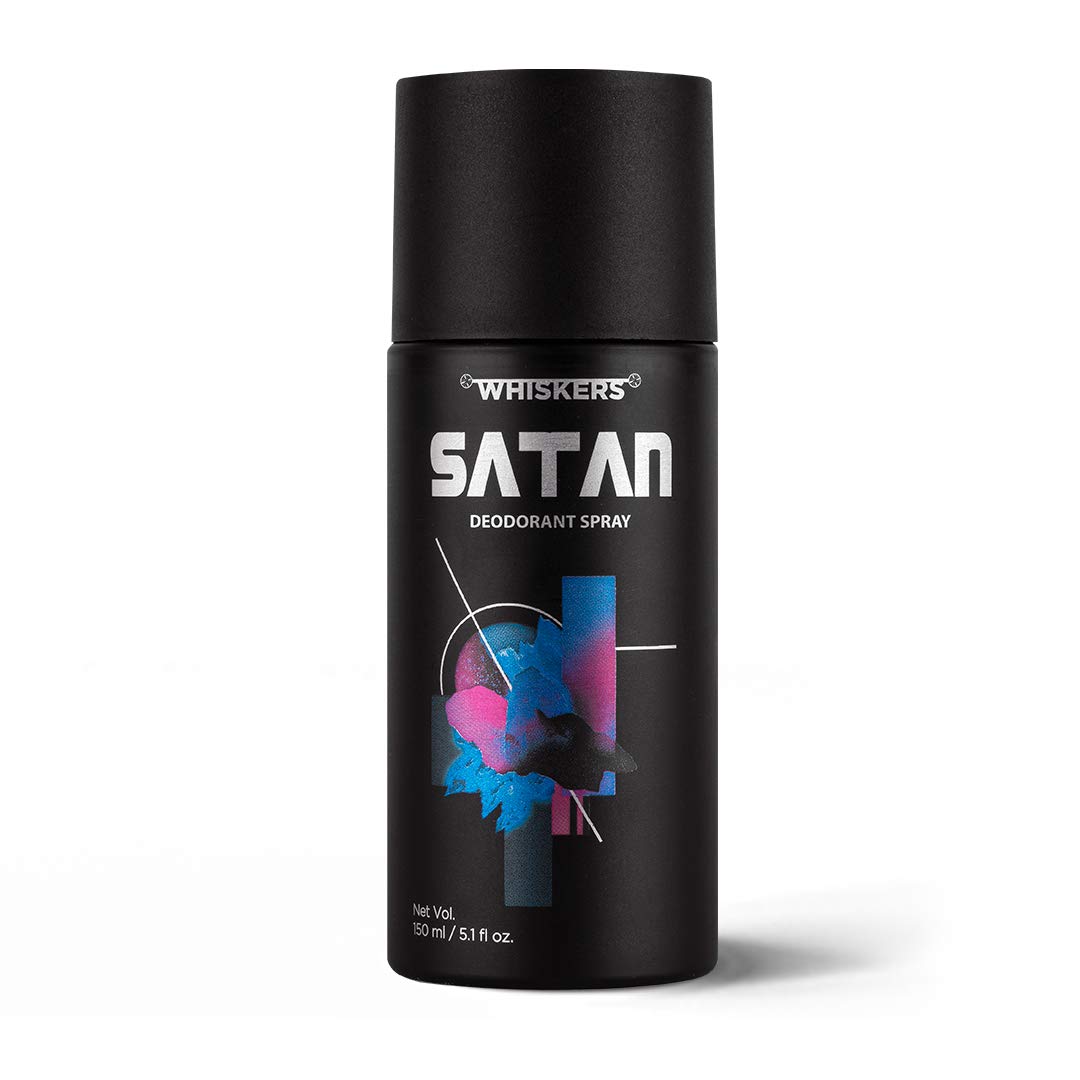 WHISKERS
SATAN
DEODORANT SPRAY
Net Vol.
150 ml / 5.1 fl oz.